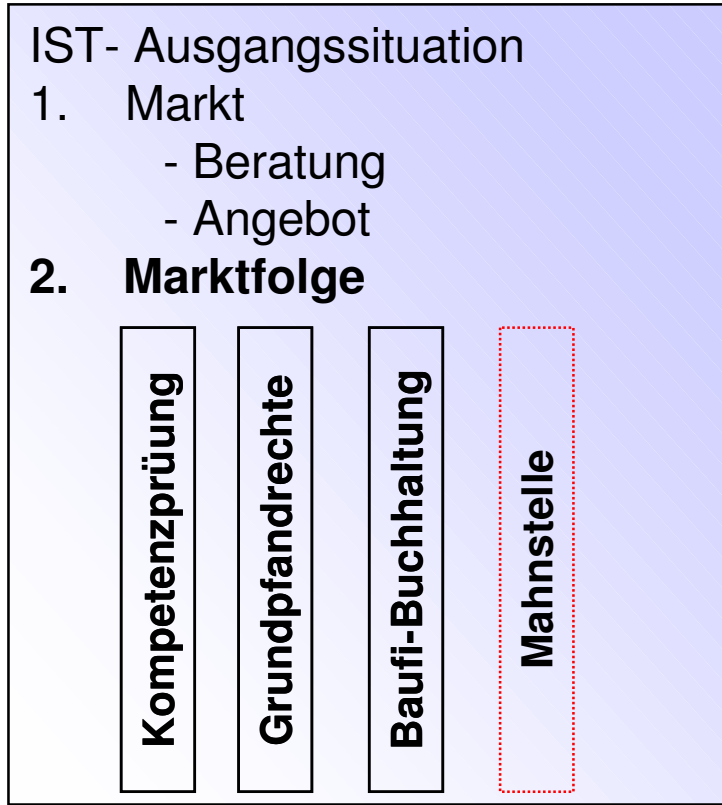 IST- Ausgangssituation
1. Markt
- Beratung
- Angebot
2. Marktfolge
Kompetenzprüung
Grundpfandrechte
Baufi-Buchhaltung
Mahnstelle